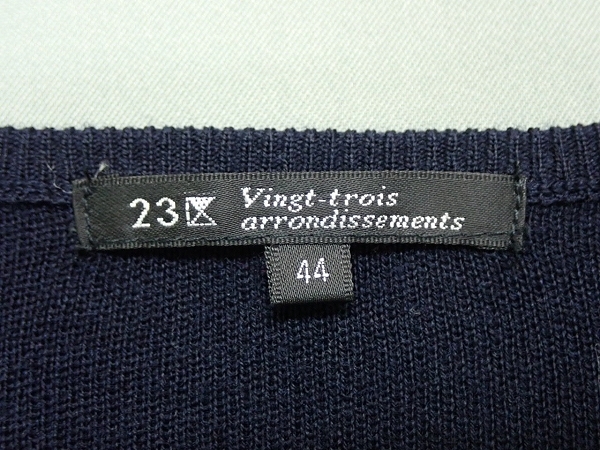 23区
Vingt-trois
arrondissements
44